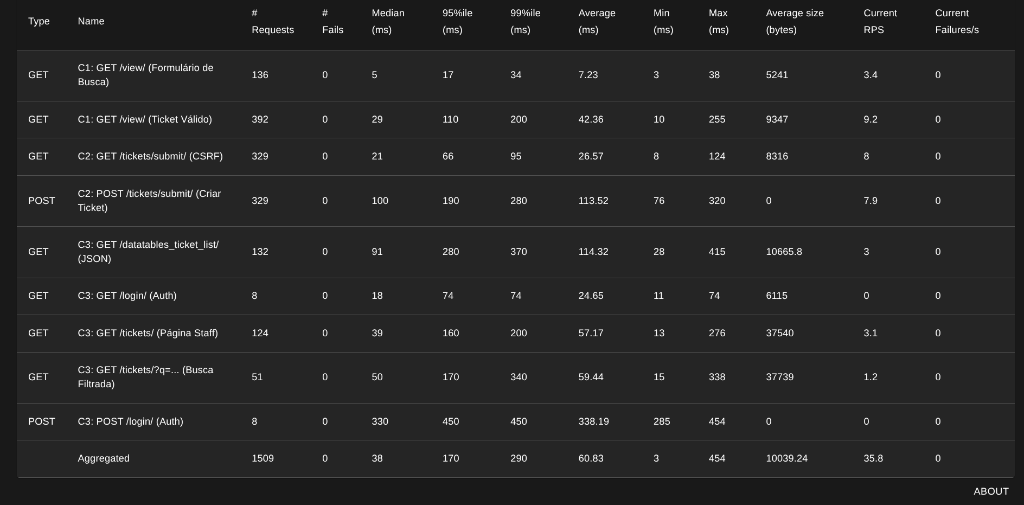 Type Name # Requests # Fails Median (ms) 95%ile (ms) 99%ile (ms) Average (ms) Min (ms) Max (ms) Average size (bytes) Current RPS Current Failures/s
GET C1: GET /view/ (Formulário de Busca) 136 0 5 17 34 7.23 3 38 5241 3.4 0
GET C1: GET /view/ (Ticket Válido) 392 0 29 110 200 42.36 10 255 9347 9.2 0
GET C2: GET /tickets/submit/ (CSRF) 329 0 21 66 95 26.57 8 124 8316 8 0
POST C2: POST /tickets/submit/ (Criar Ticket) 329 0 100 190 280 113.52 76 320 0 7.9 0
GET C3: GET /datatables_ticket_list/ (JSON) 132 0 91 280 370 114.32 28 415 10665.8 3 0
GET C3: GET /login/ (Auth) 8 0 18 74 74 24.65 11 74 6115 0 0
GET C3: GET /tickets/ (Página Staff) 124 0 39 160 200 57.17 13 276 37540 3.1 0
GET C3: GET /tickets/?q=... (Busca Filtrada) 51 0 50 170 340 59.44 15 338 37739 1.2 0
POST C3: POST /login/ (Auth) 8 0 330 450 450 338.19 285 454 0 0 0
Aggregated 1509 0 38 170 290 60.83 3 454 10039.24 35.8 0
ABOUT